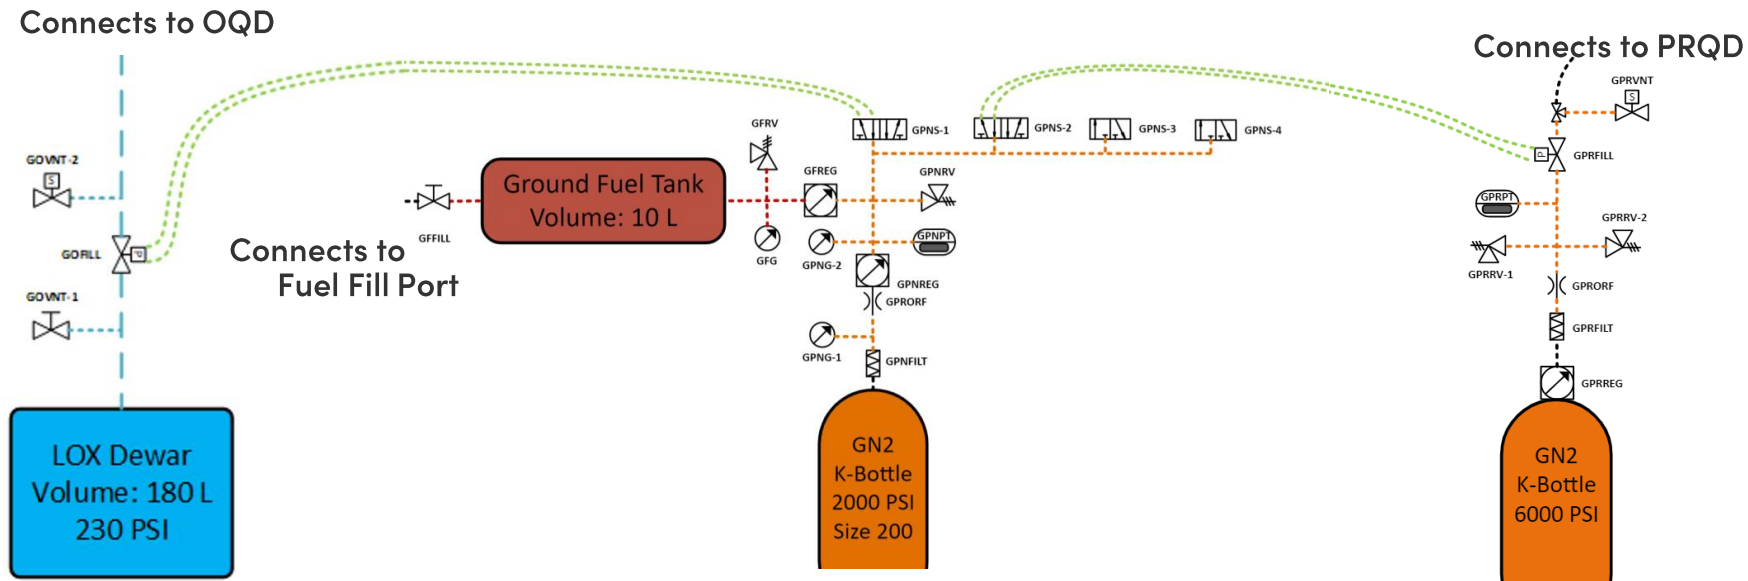 Connects to OQD
Connects to PRQD
GPRVNT
S
GFRV
GPNS-1
GPNS-2
GPNS-3
GPNS-4
GOVNT-2
S
P
GPRFILL
GFREG
GPNRV
Ground Fuel Tank
Volume: 10 L
GPRPT
GPRRV-2
GFFILL
GPNPT
GOFILL
P
Connects to
Fuel Fill Port
GFG
GPNG-2
GPRRV-1
GPNREG
GPRORF
GPRORF
GOVNT-1
GPRFILT
GPNG-1
GPNFILT
GPRREG
LOX Dewar
Volume: 180 L
230 PSI
GN2
K-Bottle
2000 PSI
Size 200
GN2
K-Bottle
6000 PSI